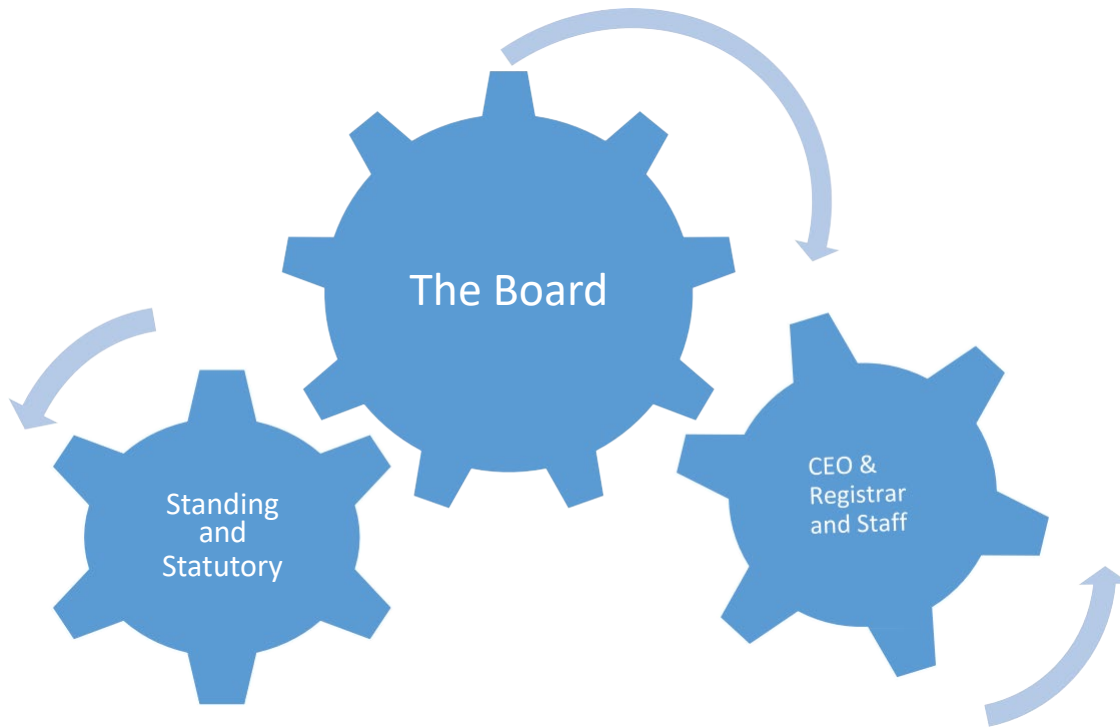 The Board
Standing
and
Statutory
CEO &
Registrar
and Staff